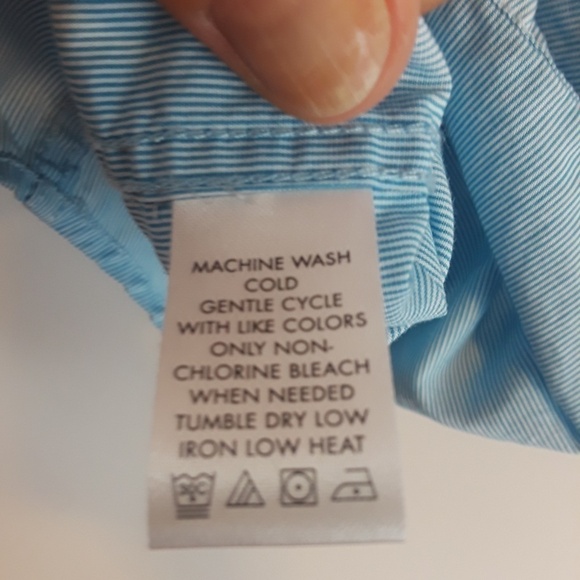 MACHINE WASH
COLD
GENTLE CYCLE
WITH LIKE COLORS
ONLY NON-
CHLORINE BLEACH
WHEN NEEDED
TUMBLE DRY LOW
IRON LOW HEAT